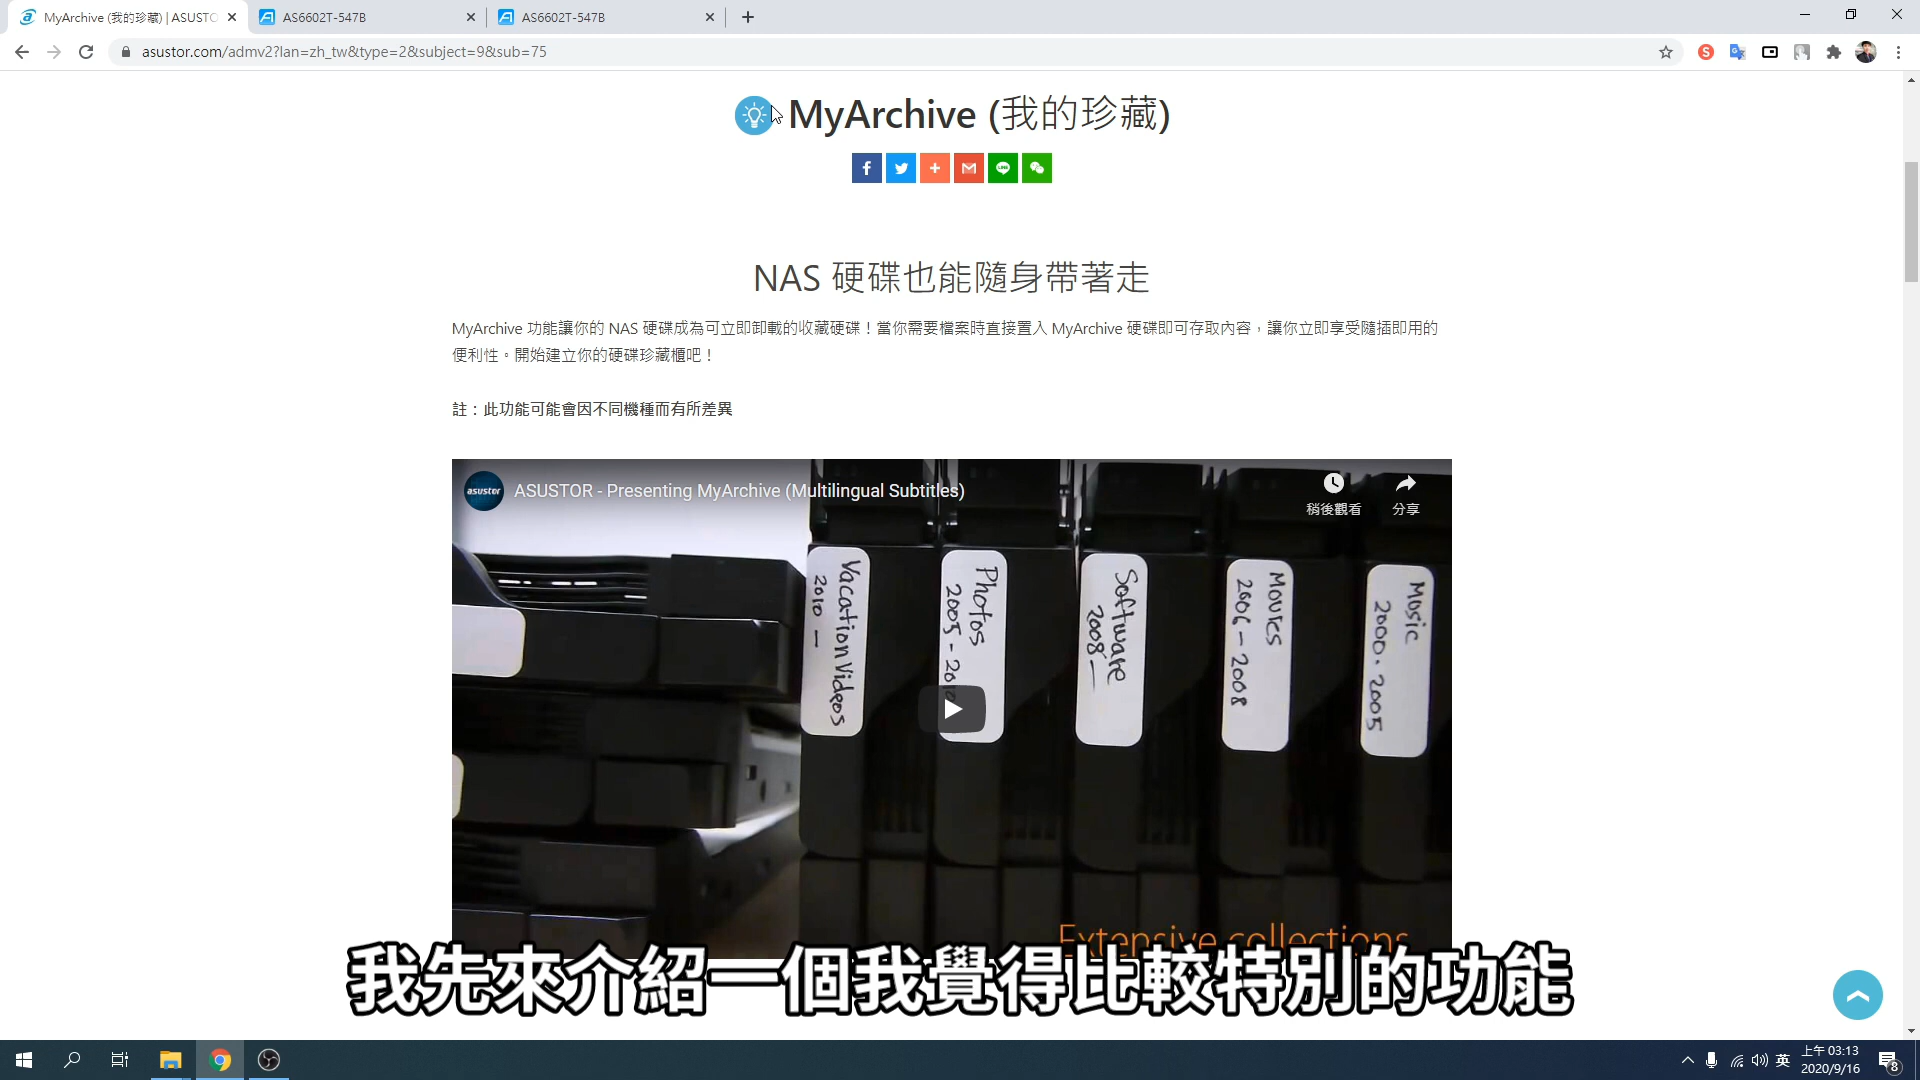 MyArchive (我的珍藏) | ASUSTO
AS6602T-547B
AS6602T-547B
asustor.com/admv2?lan=zh_tw&type=2&subject=9&sub=75
MyArchive (我的珍藏)
NAS 硬碟也能隨身帶著走
MyArchive 功能讓你的 NAS 硬碟成為可立即卸載的收藏硬碟！當你需要檔案時直接置入 MyArchive 硬碟即可存取內容，讓你立即享受隨插即用的
便利性。開始建立你的硬碟珍藏櫃吧！
註：此功能可能會因不同機種而有所差異
asustor
ASUSTOR - Presenting MyArchive (Multilingual Subtitles)
稍後觀看
分享
Vacation Videos
2010 —
Photos
2005 - 20
Software
2008 —
Movies
2006 - 2008
Music
2000 . 2005
Extensive collections
我先來介紹一個我覺得比較特別的功能
英
上午 03:13
2020/9/16
8